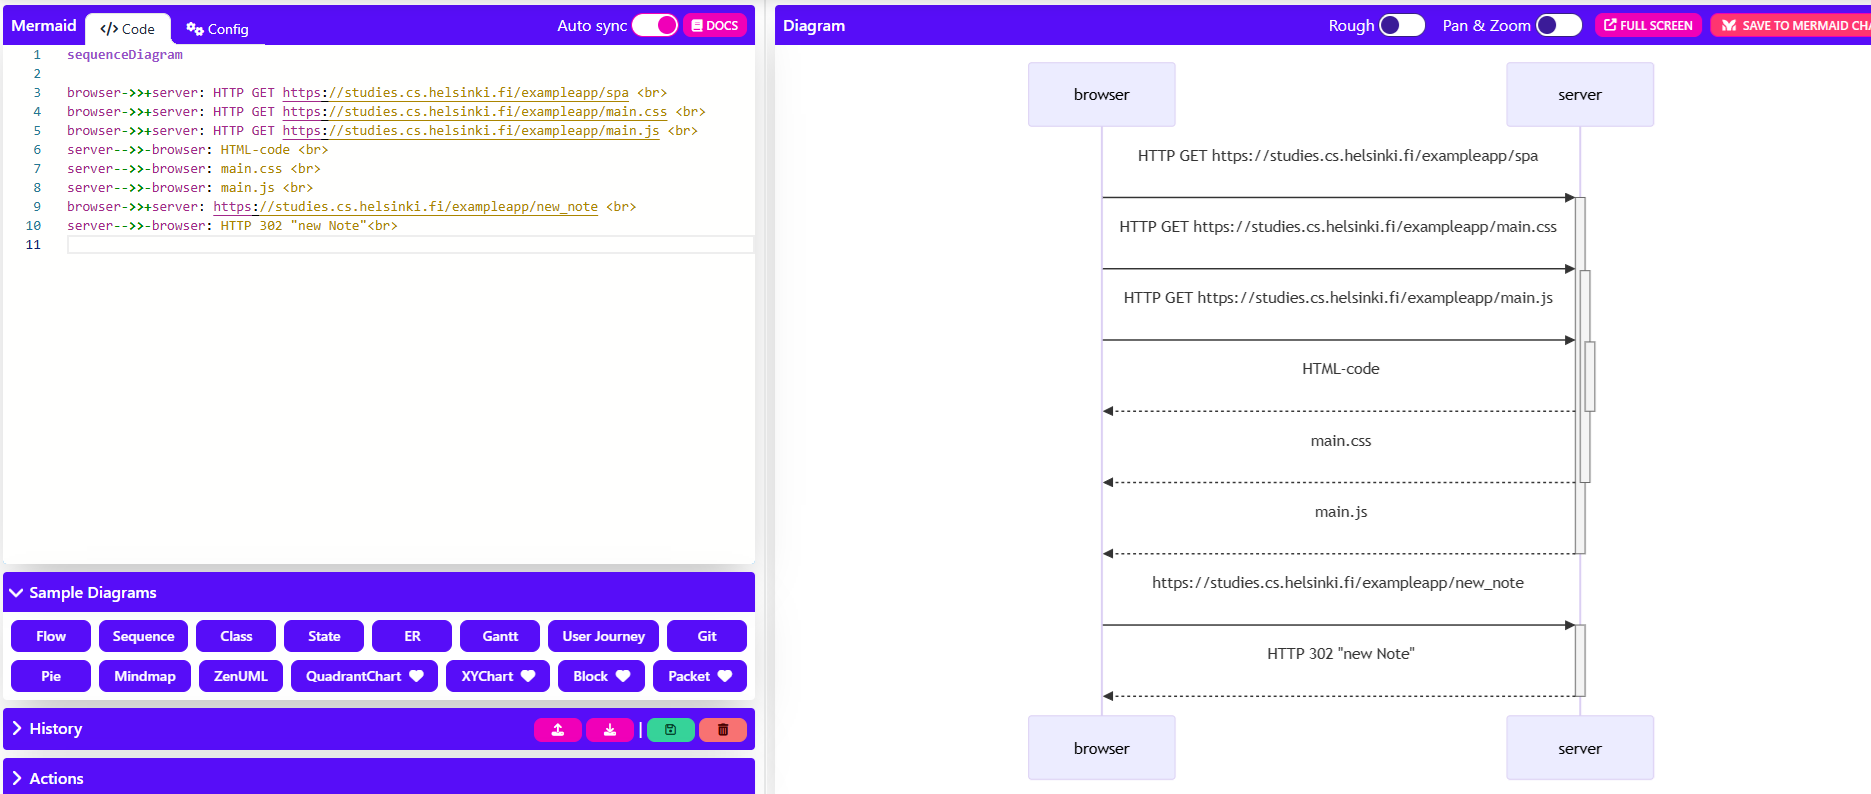 Mermaid
Code
Config
Auto sync
DOCS
1 sequenceDiagram
2
3 browser->>+server: HTTP GET https://studies.cs.helsinki.fi/exampleapp/spa <br>
4 browser->>+server: HTTP GET https://studies.cs.helsinki.fi/exampleapp/main.css <br>
5 browser->>+server: HTTP GET https://studies.cs.helsinki.fi/exampleapp/main.js <br>
6 server-->>-browser: HTML-code <br>
7 server-->>-browser: main.css <br>
8 server-->>-browser: main.js <br>
9 browser->>+server: https://studies.cs.helsinki.fi/exampleapp/new_note <br>
10 server-->>-browser: HTTP 302 "new Note"<br>
11
Sample Diagrams
Flow Sequence Class State ER Gantt User Journey Git
Pie Mindmap ZenUML QuadrantChart XYChart Block Packet
History
Actions
Diagram
Rough
Pan & Zoom
FULL SCREEN
SAVE TO MERMAID CHA
browser server
HTTP GET https://studies.cs.helsinki.fi/exampleapp/spa
HTTP GET https://studies.cs.helsinki.fi/exampleapp/main.css
HTTP GET https://studies.cs.helsinki.fi/exampleapp/main.js
HTML-code
main.css
main.js
https://studies.cs.helsinki.fi/exampleapp/new_note
HTTP 302 "new Note"
browser server